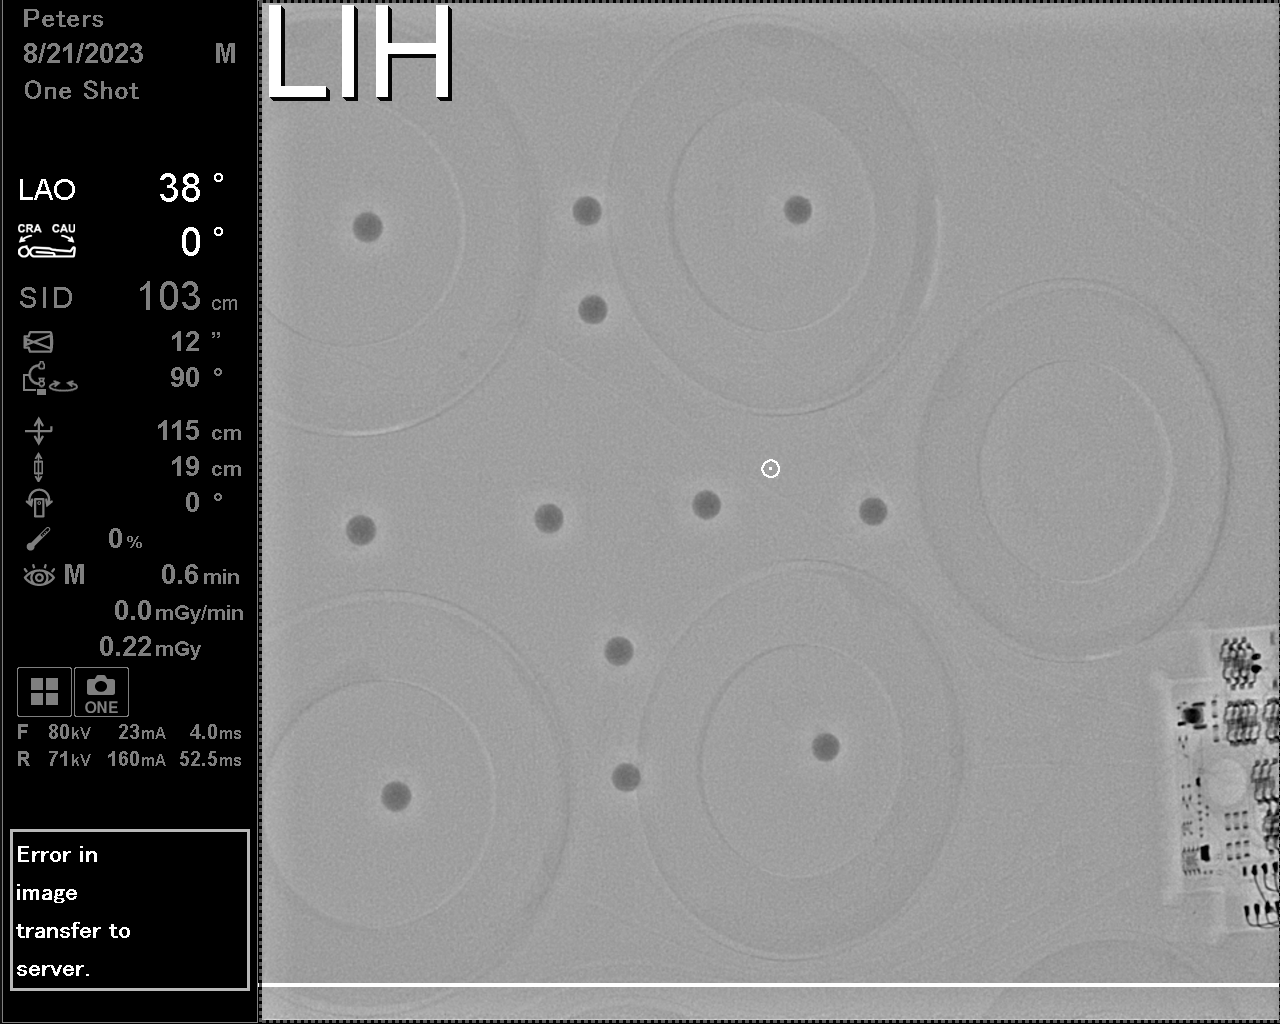 Peters
8/21/2023 M
One Shot
LIH
LAO 38°
CRA CAU 0°
SID 103 cm
12 ”
90 °
115 cm
19 cm
0 °
0 %
M 0.6 min
0.0 mGy/min
0.22 mGy
ONE
F 80kV 23mA 4.0ms
R 71kV 160mA 52.5ms
Error in
image
transfer to
server.